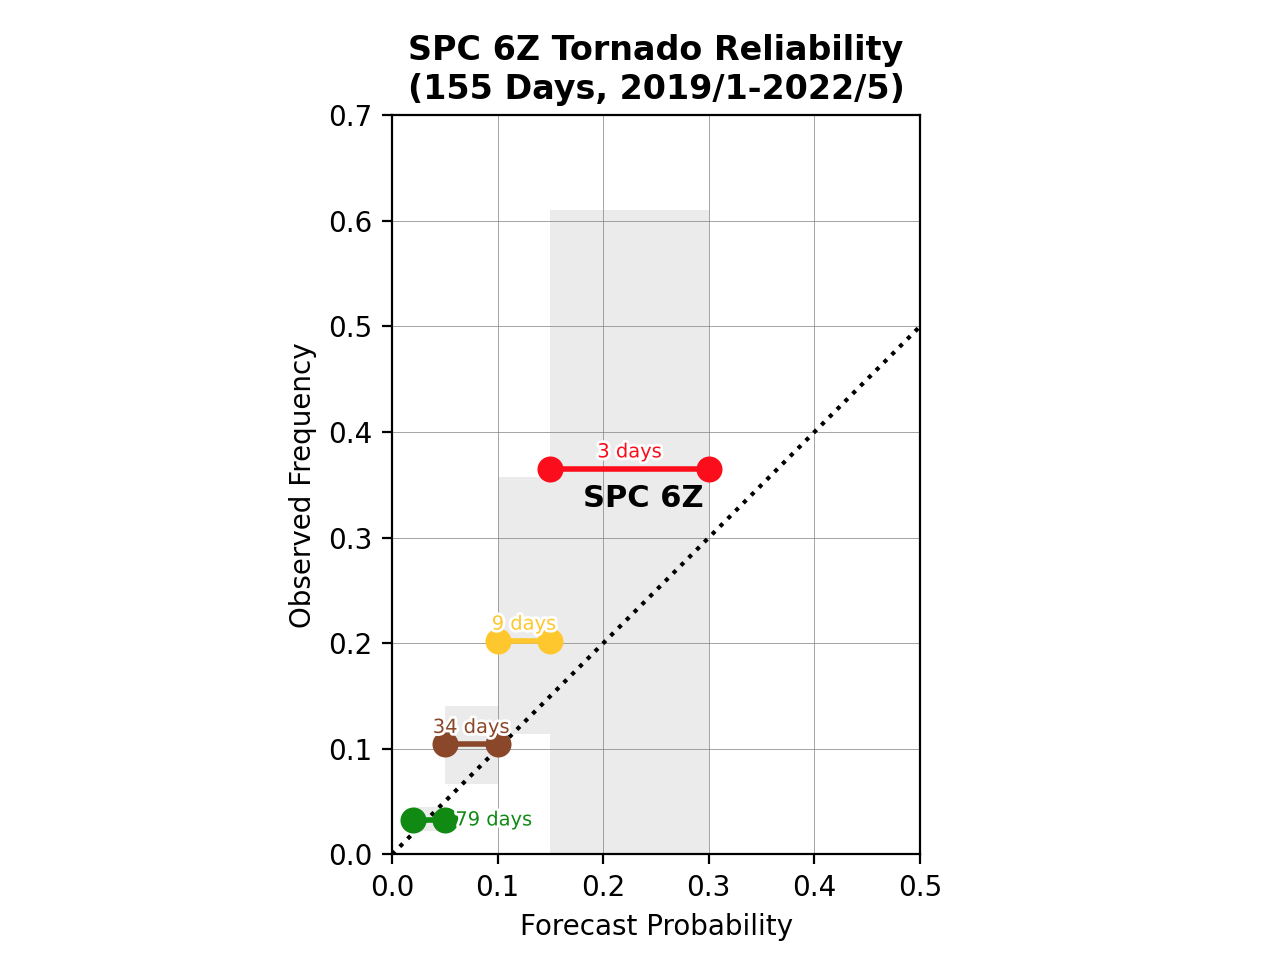 SPC 6Z Tornado Reliability
(155 Days, 2019/1-2022/5)
0.7
0.6
0.5
0.4
0.3
0.2
0.1
0.0
Observed Frequency
3 days
SPC 6Z
9 days
34 days
79 days
0.0 0.1 0.2 0.3 0.4 0.5
Forecast Probability